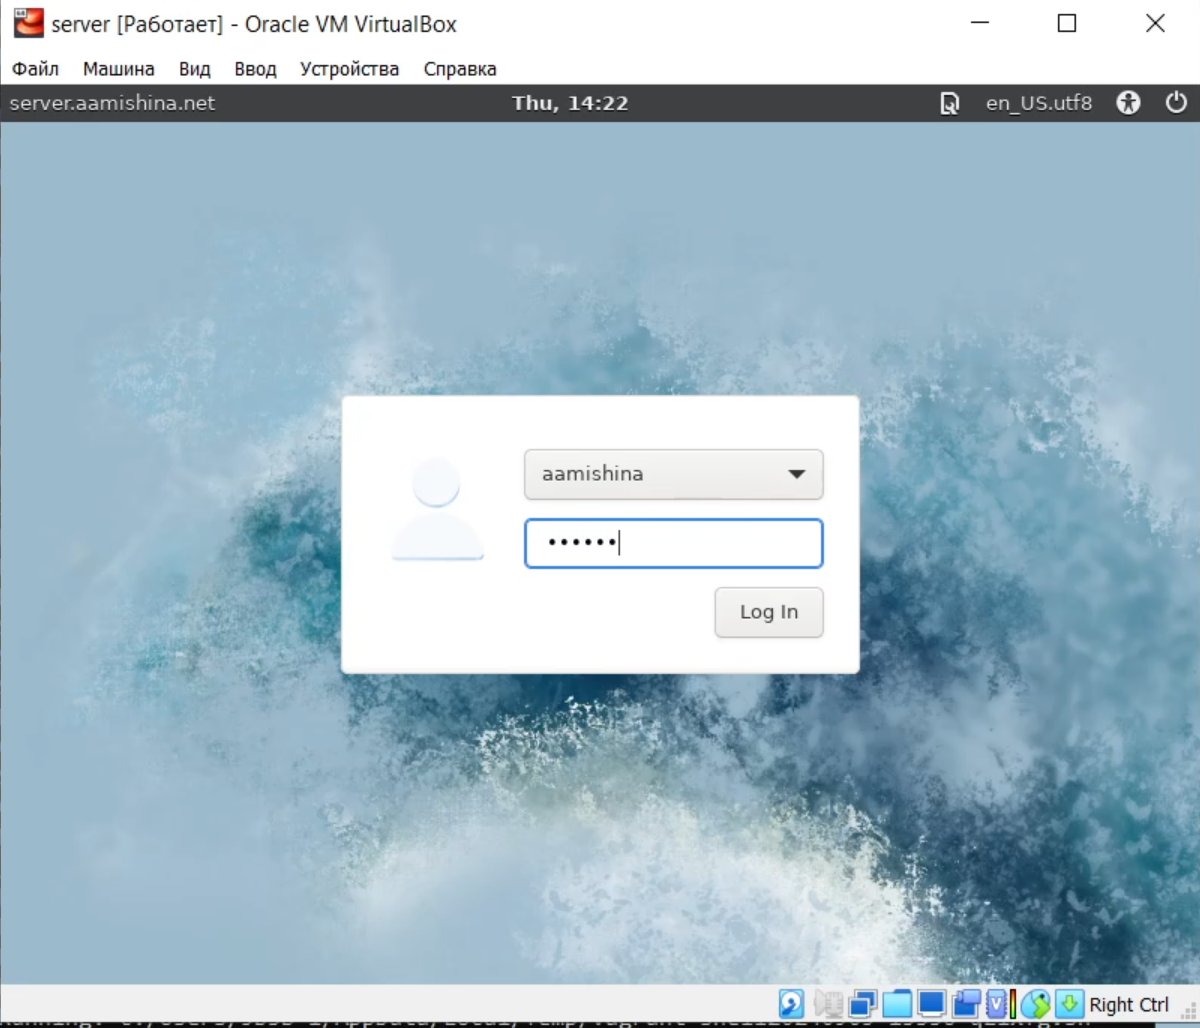 server [Работает] - Oracle VM VirtualBox
Файл Машина Вид Ввод Устройства Справка
server.aamishina.net Thu, 14:22 en_US.utf8
aamishina
••••••
Log In
Right Ctrl